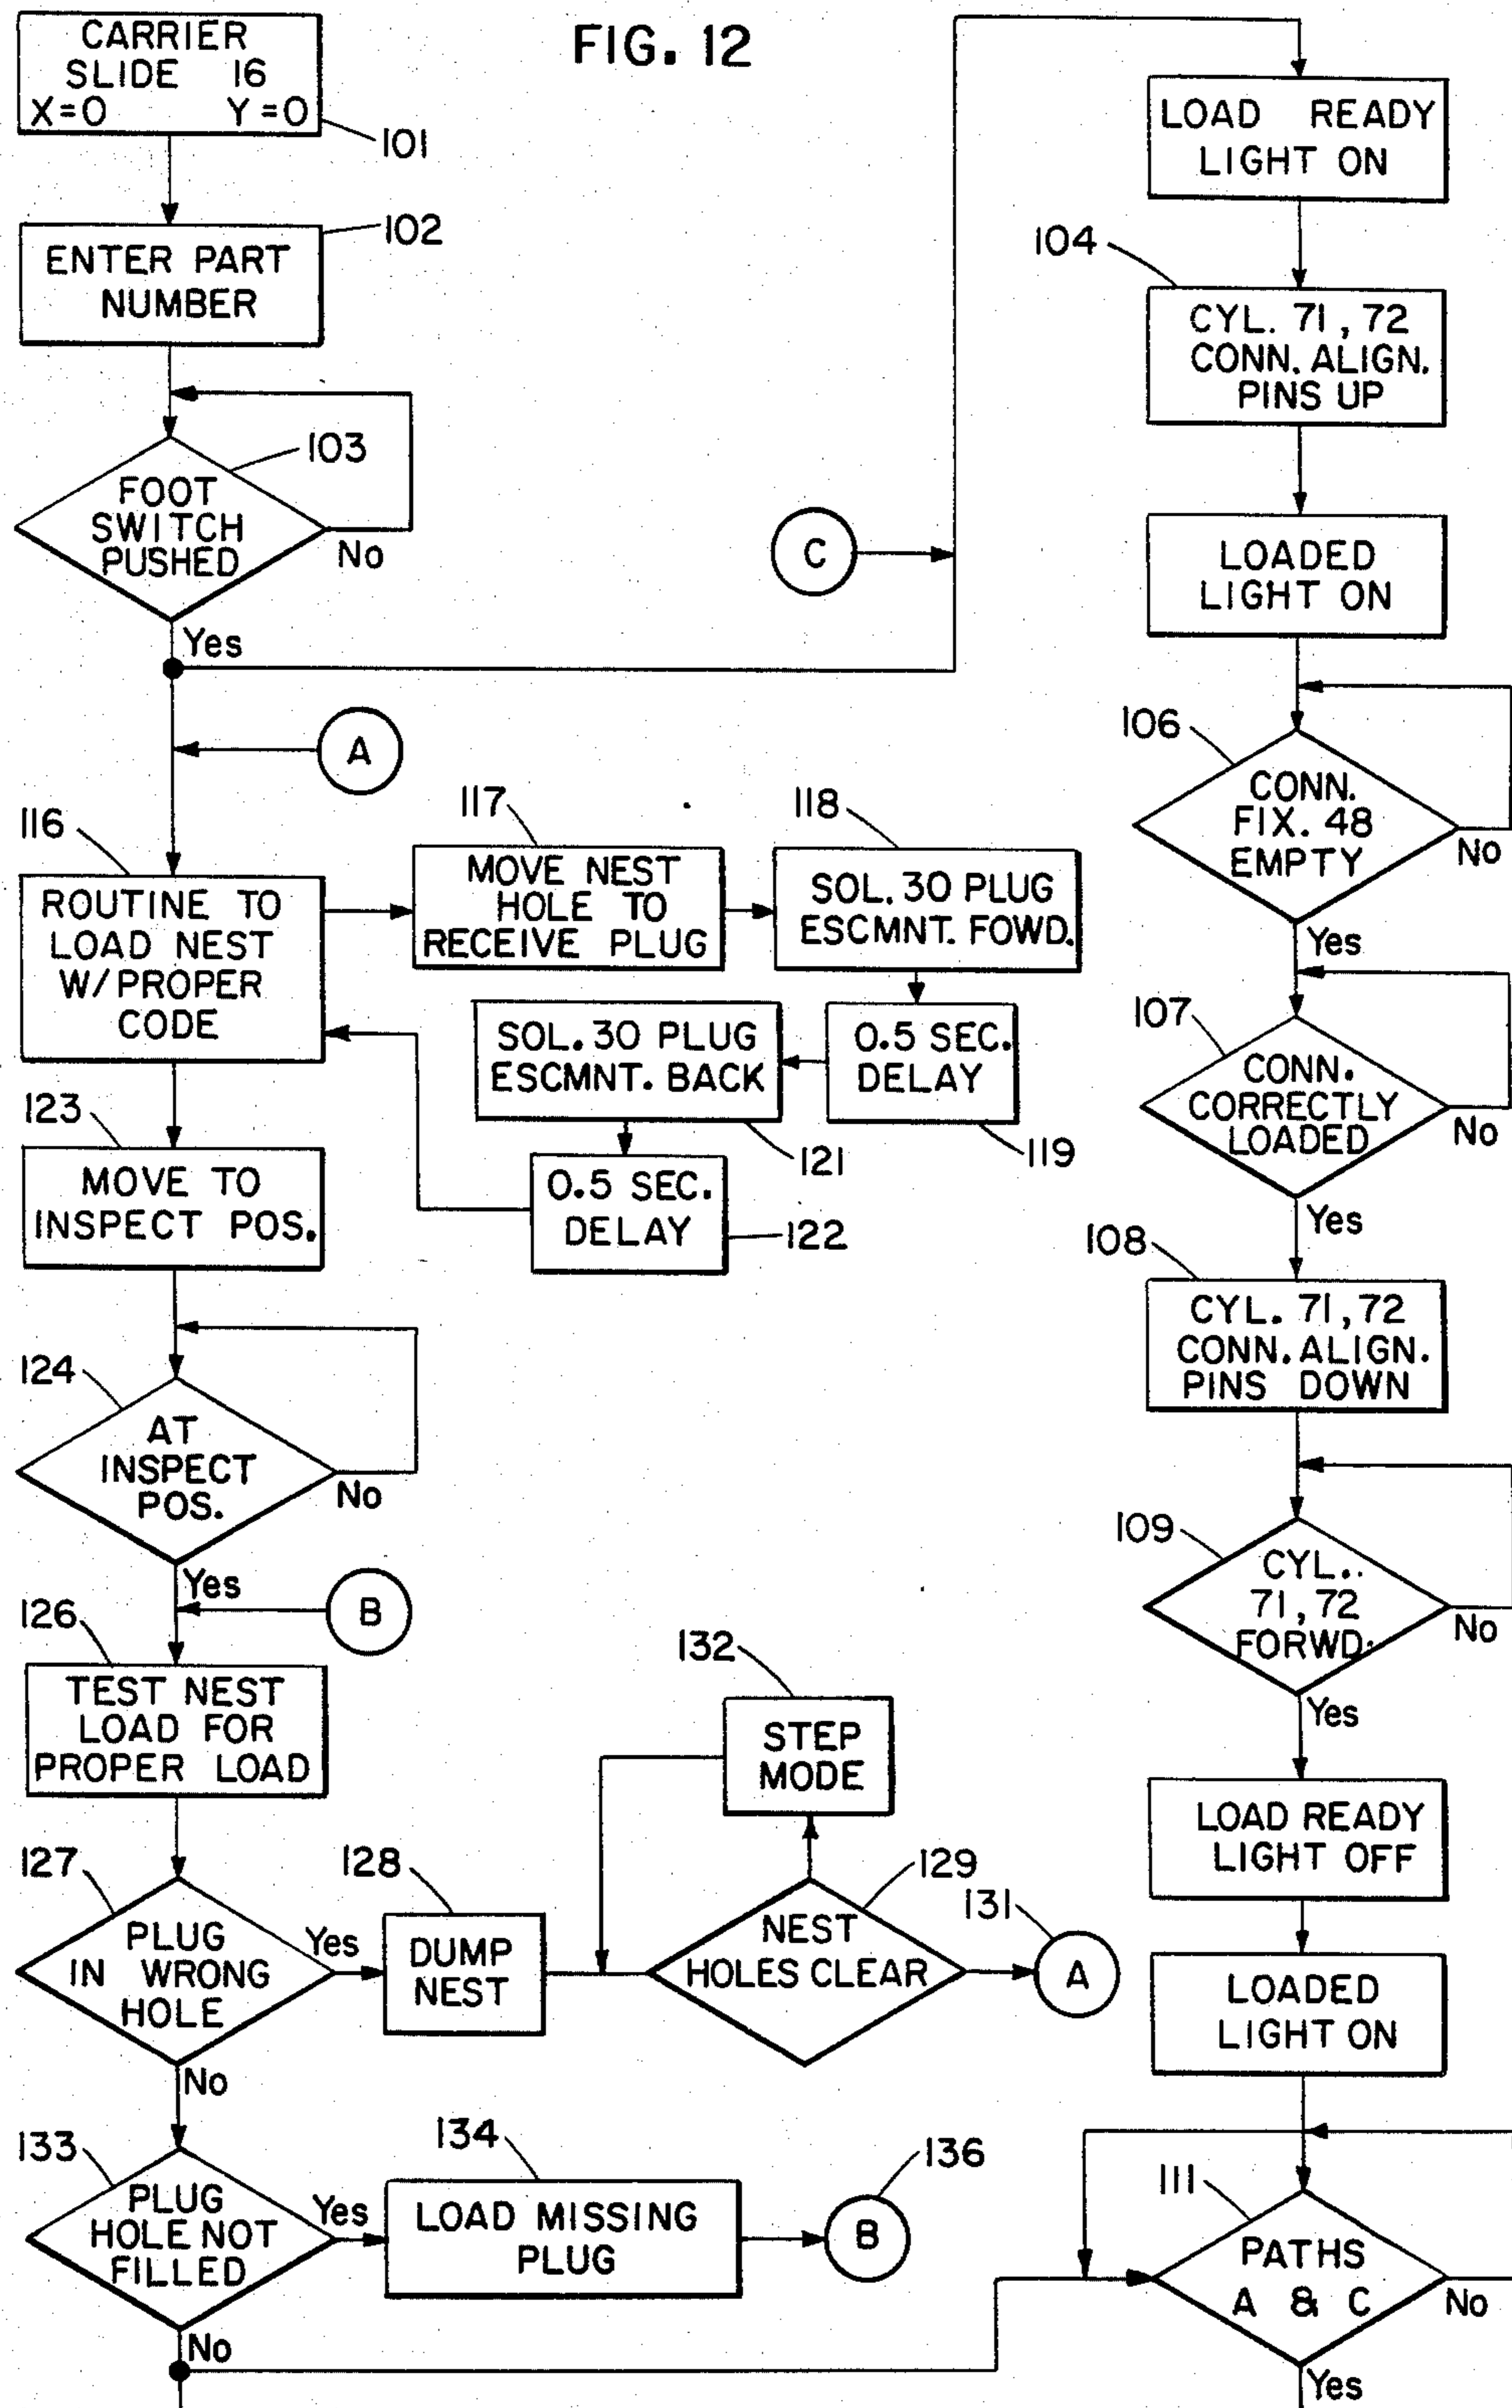 FIG. 12
CARRIER
SLIDE 16
X=0 Y=0
101
ENTER PART
NUMBER
102
103
FOOT
SWITCH
PUSHED
No
Yes
A
C
116
ROUTINE TO
LOAD NEST
W/PROPER
CODE
117
MOVE NEST
HOLE TO
RECEIVE PLUG
118
SOL. 30 PLUG
ESCMNT. FOWD.
0.5 SEC.
DELAY
119
SOL. 30 PLUG
ESCMNT. BACK
121
0.5 SEC.
DELAY
122
123
MOVE TO
INSPECT POS.
124
AT
INSPECT
POS.
No
Yes
B
126
TEST NEST
LOAD FOR
PROPER LOAD
127
PLUG
IN WRONG
HOLE
Yes
No
128
DUMP
NEST
132
STEP
MODE
129
NEST
HOLES CLEAR
131
A
133
PLUG
HOLE NOT
FILLED
Yes
No
134
LOAD MISSING
PLUG
136
B
LOAD READY
LIGHT ON
104
CYL. 71, 72
CONN. ALIGN.
PINS UP
LOADED
LIGHT ON
106
CONN.
FIX. 48
EMPTY
No
Yes
107
CONN.
CORRECTLY
LOADED
No
Yes
108
CYL. 71, 72
CONN. ALIGN.
PINS DOWN
109
CYL.
71, 72
FORWD.
No
Yes
LOAD READY
LIGHT OFF
LOADED
LIGHT ON
111
PATHS
A & C
No
Yes